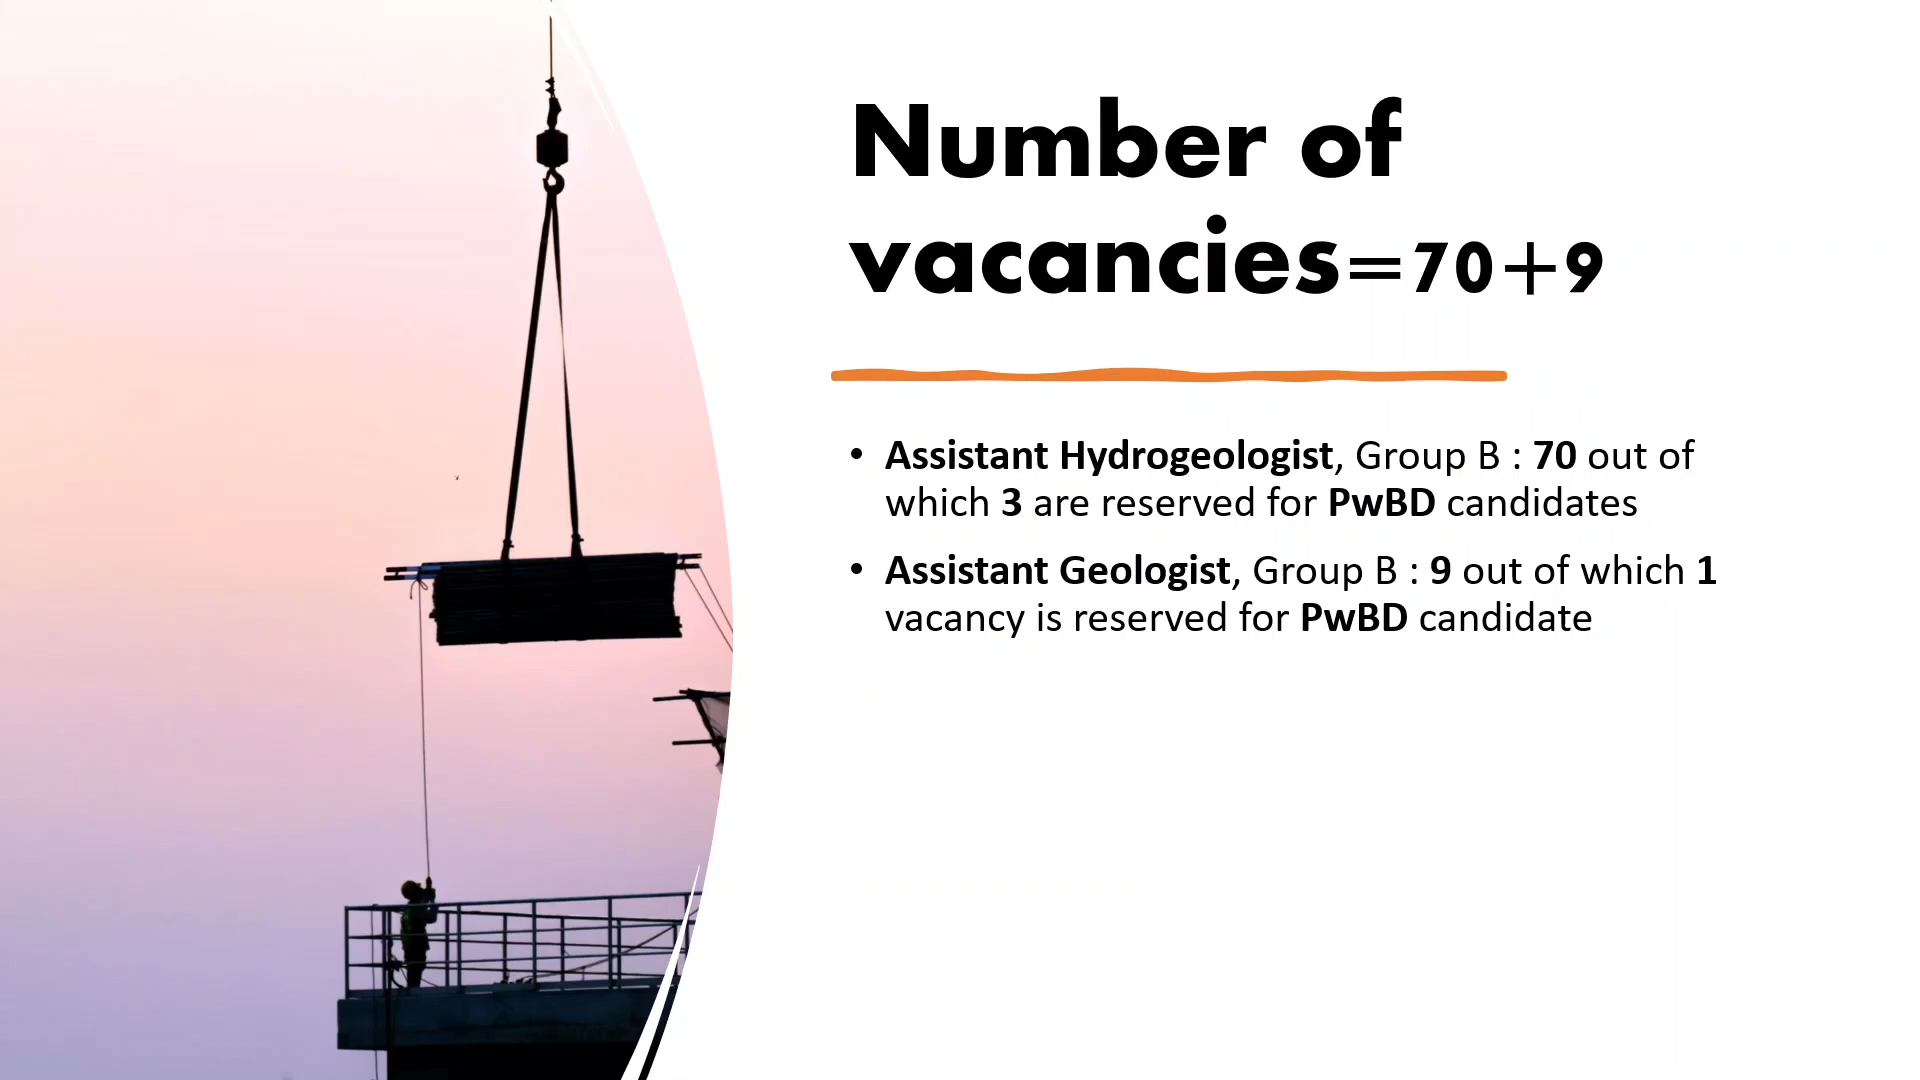 Number of
vacancies=70+9
• Assistant Hydrogeologist, Group B : 70 out of
which 3 are reserved for PwBD candidates
• Assistant Geologist, Group B : 9 out of which 1
vacancy is reserved for PwBD candidate